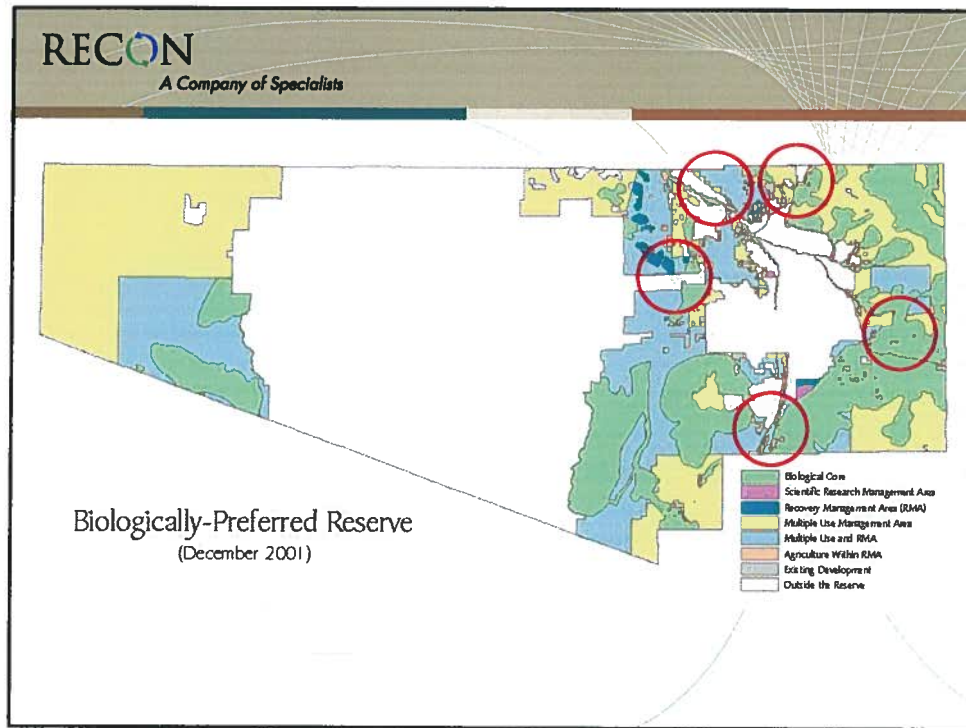 RECON
A Company of Specialists
Biologically-Preferred Reserve
(December 2001)
Biological Core
Scientific Research Management Area
Recovery Management Area (RMA)
Multiple Use Management Area
Multiple Use and RMA
Agriculture Within RMA
Existing Development
Outside the Reserve